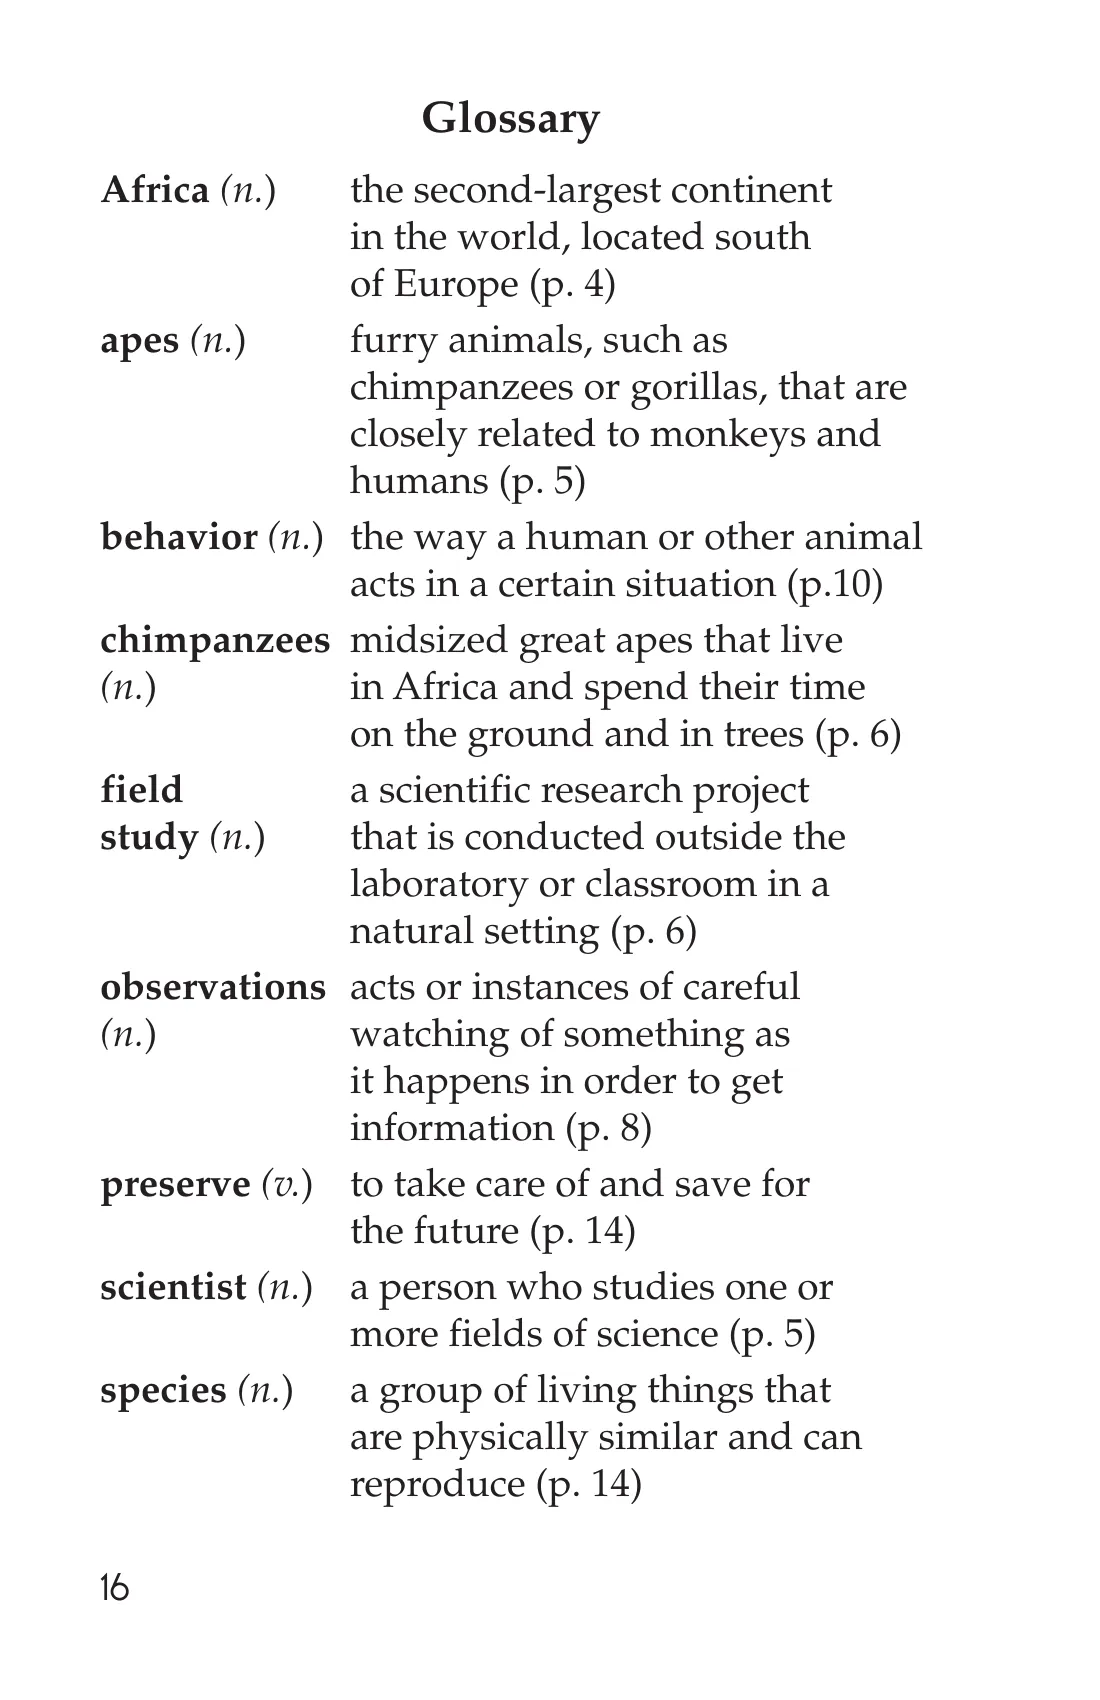 Glossary
Africa (n.) the second-largest continent
in the world, located south
of Europe (p. 4)
apes (n.) furry animals, such as
chimpanzees or gorillas, that are
closely related to monkeys and
humans (p. 5)
behavior (n.) the way a human or other animal
acts in a certain situation (p.10)
chimpanzees midsized great apes that live
(n.) in Africa and spend their time
on the ground and in trees (p. 6)
field a scientific research project
study (n.) that is conducted outside the
laboratory or classroom in a
natural setting (p. 6)
observations acts or instances of careful
(n.) watching of something as
it happens in order to get
information (p. 8)
preserve (v.) to take care of and save for
the future (p. 14)
scientist (n.) a person who studies one or
more fields of science (p. 5)
species (n.) a group of living things that
are physically similar and can
reproduce (p. 14)
16